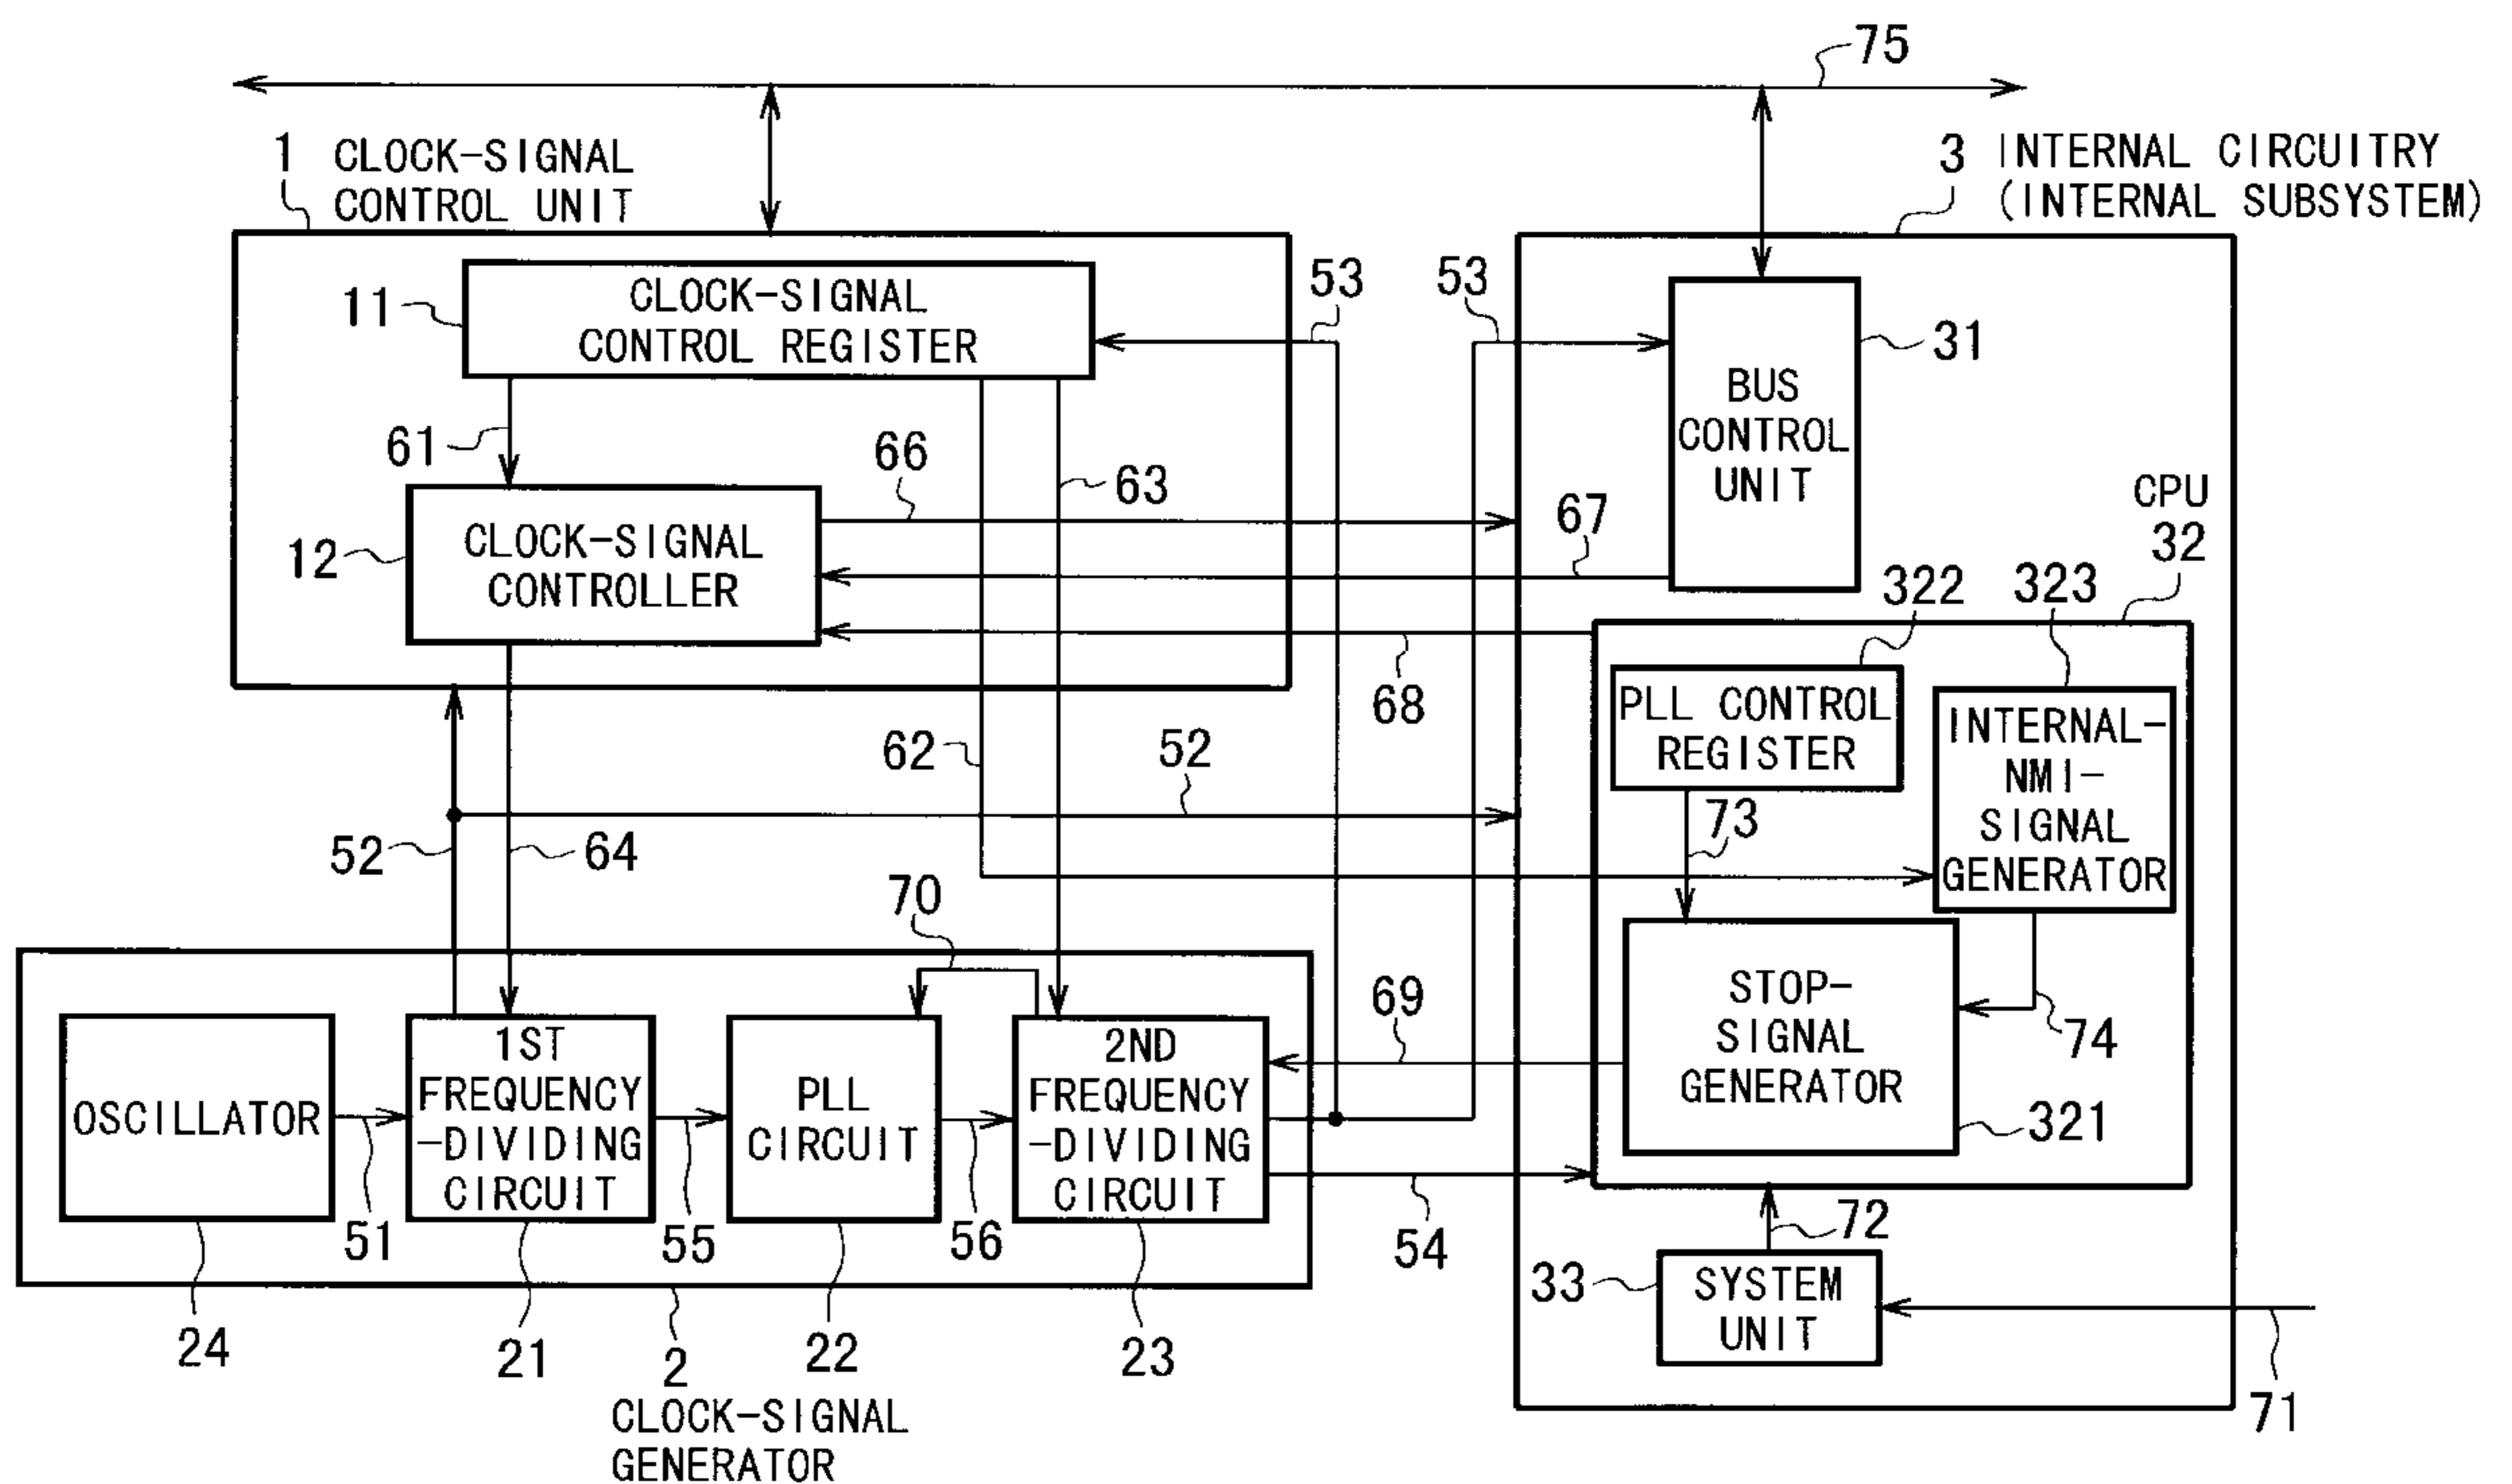 75
1 CLOCK-SIGNAL
CONTROL UNIT
3 INTERNAL CIRCUITRY
(INTERNAL SUBSYSTEM)
11
CLOCK-SIGNAL
CONTROL REGISTER
53
53
31
BUS
CONTROL
UNIT
61
66
63
67
CPU
32
12
CLOCK-SIGNAL
CONTROLLER
322
323
68
PLL CONTROL
REGISTER
INTERNAL-
NMI-
SIGNAL
GENERATOR
62
52
73
52
64
70
69
STOP-
SIGNAL
GENERATOR
74
321
OSCILLATOR
1ST
FREQUENCY
-DIVIDING
CIRCUIT
PLL
CIRCUIT
2ND
FREQUENCY
-DIVIDING
CIRCUIT
51
55
56
54
72
33
SYSTEM
UNIT
24
21
2
22
23
71
CLOCK-SIGNAL
GENERATOR